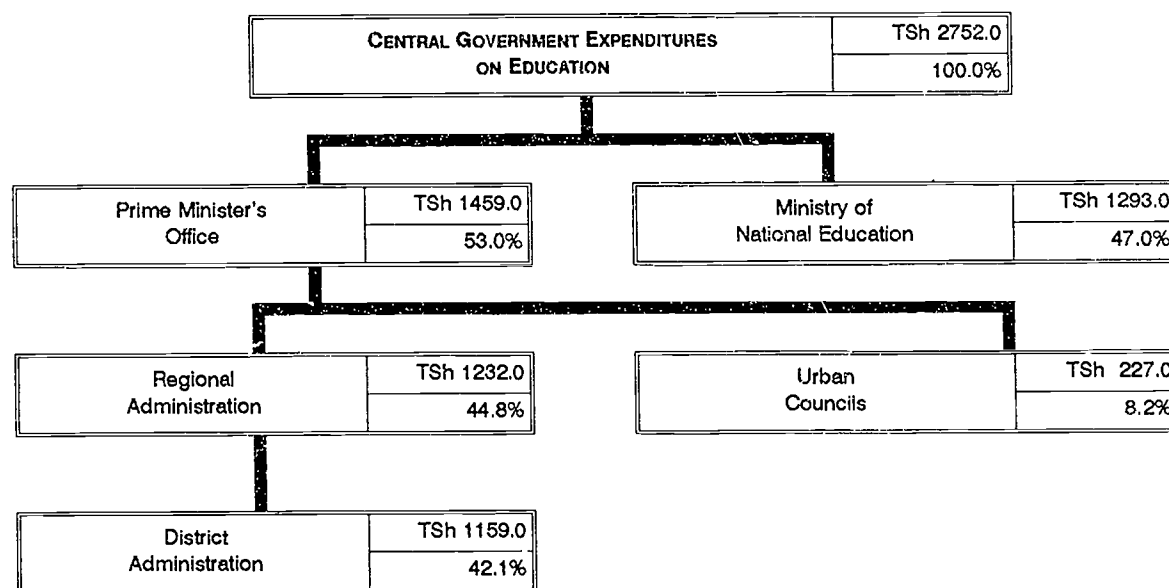 CENTRAL GOVERNMENT EXPENDITURES
ON EDUCATION
TSh 2752.0
100.0%
Prime Minister's
Office
TSh 1459.0
53.0%
Ministry of
National Education
TSh 1293.0
47.0%
Regional
Administration
TSh 1232.0
44.8%
Urban
Councils
TSh 227.0
8.2%
District
Administration
TSh 1159.0
42.1%